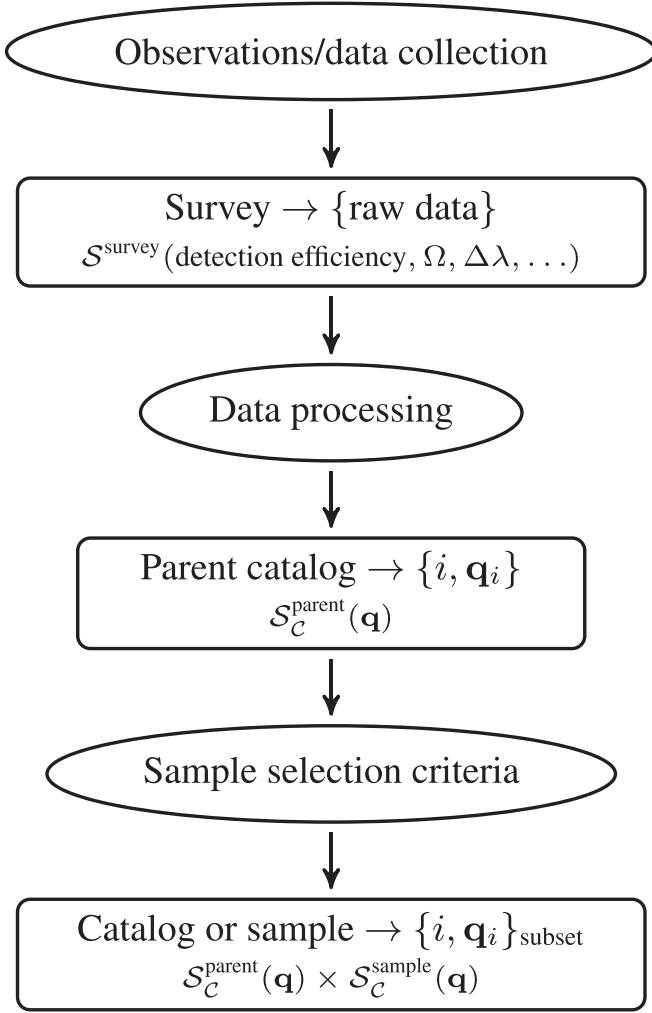 Observations/data collection
Survey → {raw data}
𝒮^survey(detection efficiency, Ω, Δλ, . . .)
Data processing
Parent catalog → {i, 𝐪_i}
𝒮_𝒞^parent(𝐪)
Sample selection criteria
Catalog or sample → {i, 𝐪_i}_subset
𝒮_𝒞^parent(𝐪) × 𝒮_𝒞^sample(𝐪)